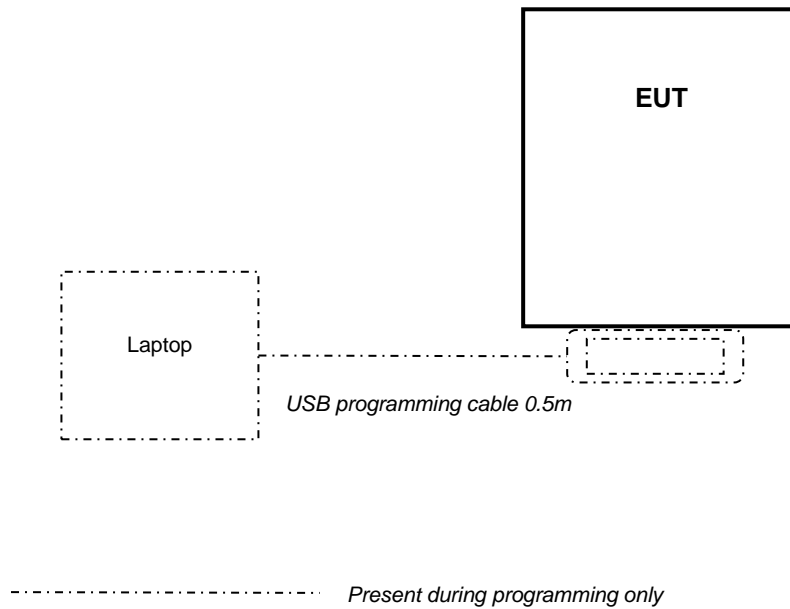 EUT
Laptop
USB programming cable 0.5m
Present during programming only